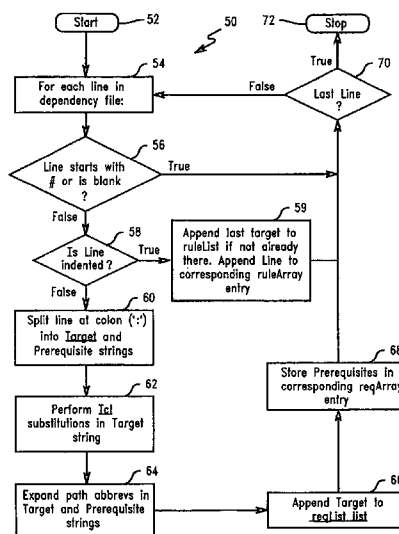 Start
52
50
72
Stop
True
54
For each line in
dependency file:
False
Last Line
?
70
56
Line starts with
# or is blank
?
True
False
58
Is Line
indented?
True
59
Append last target to
ruleList if not already
there. Append Line to
corresponding ruleArray
entry
False
60
Split line at colon (':')
into Target and
Prerequisite strings
62
Perform Tcl
substitutions in Target
string
64
Expand path abbrevs in
Target and Prerequisite
strings
68
Store Prerequisites in
corresponding reqArray
entry
Append Target to
reqList list